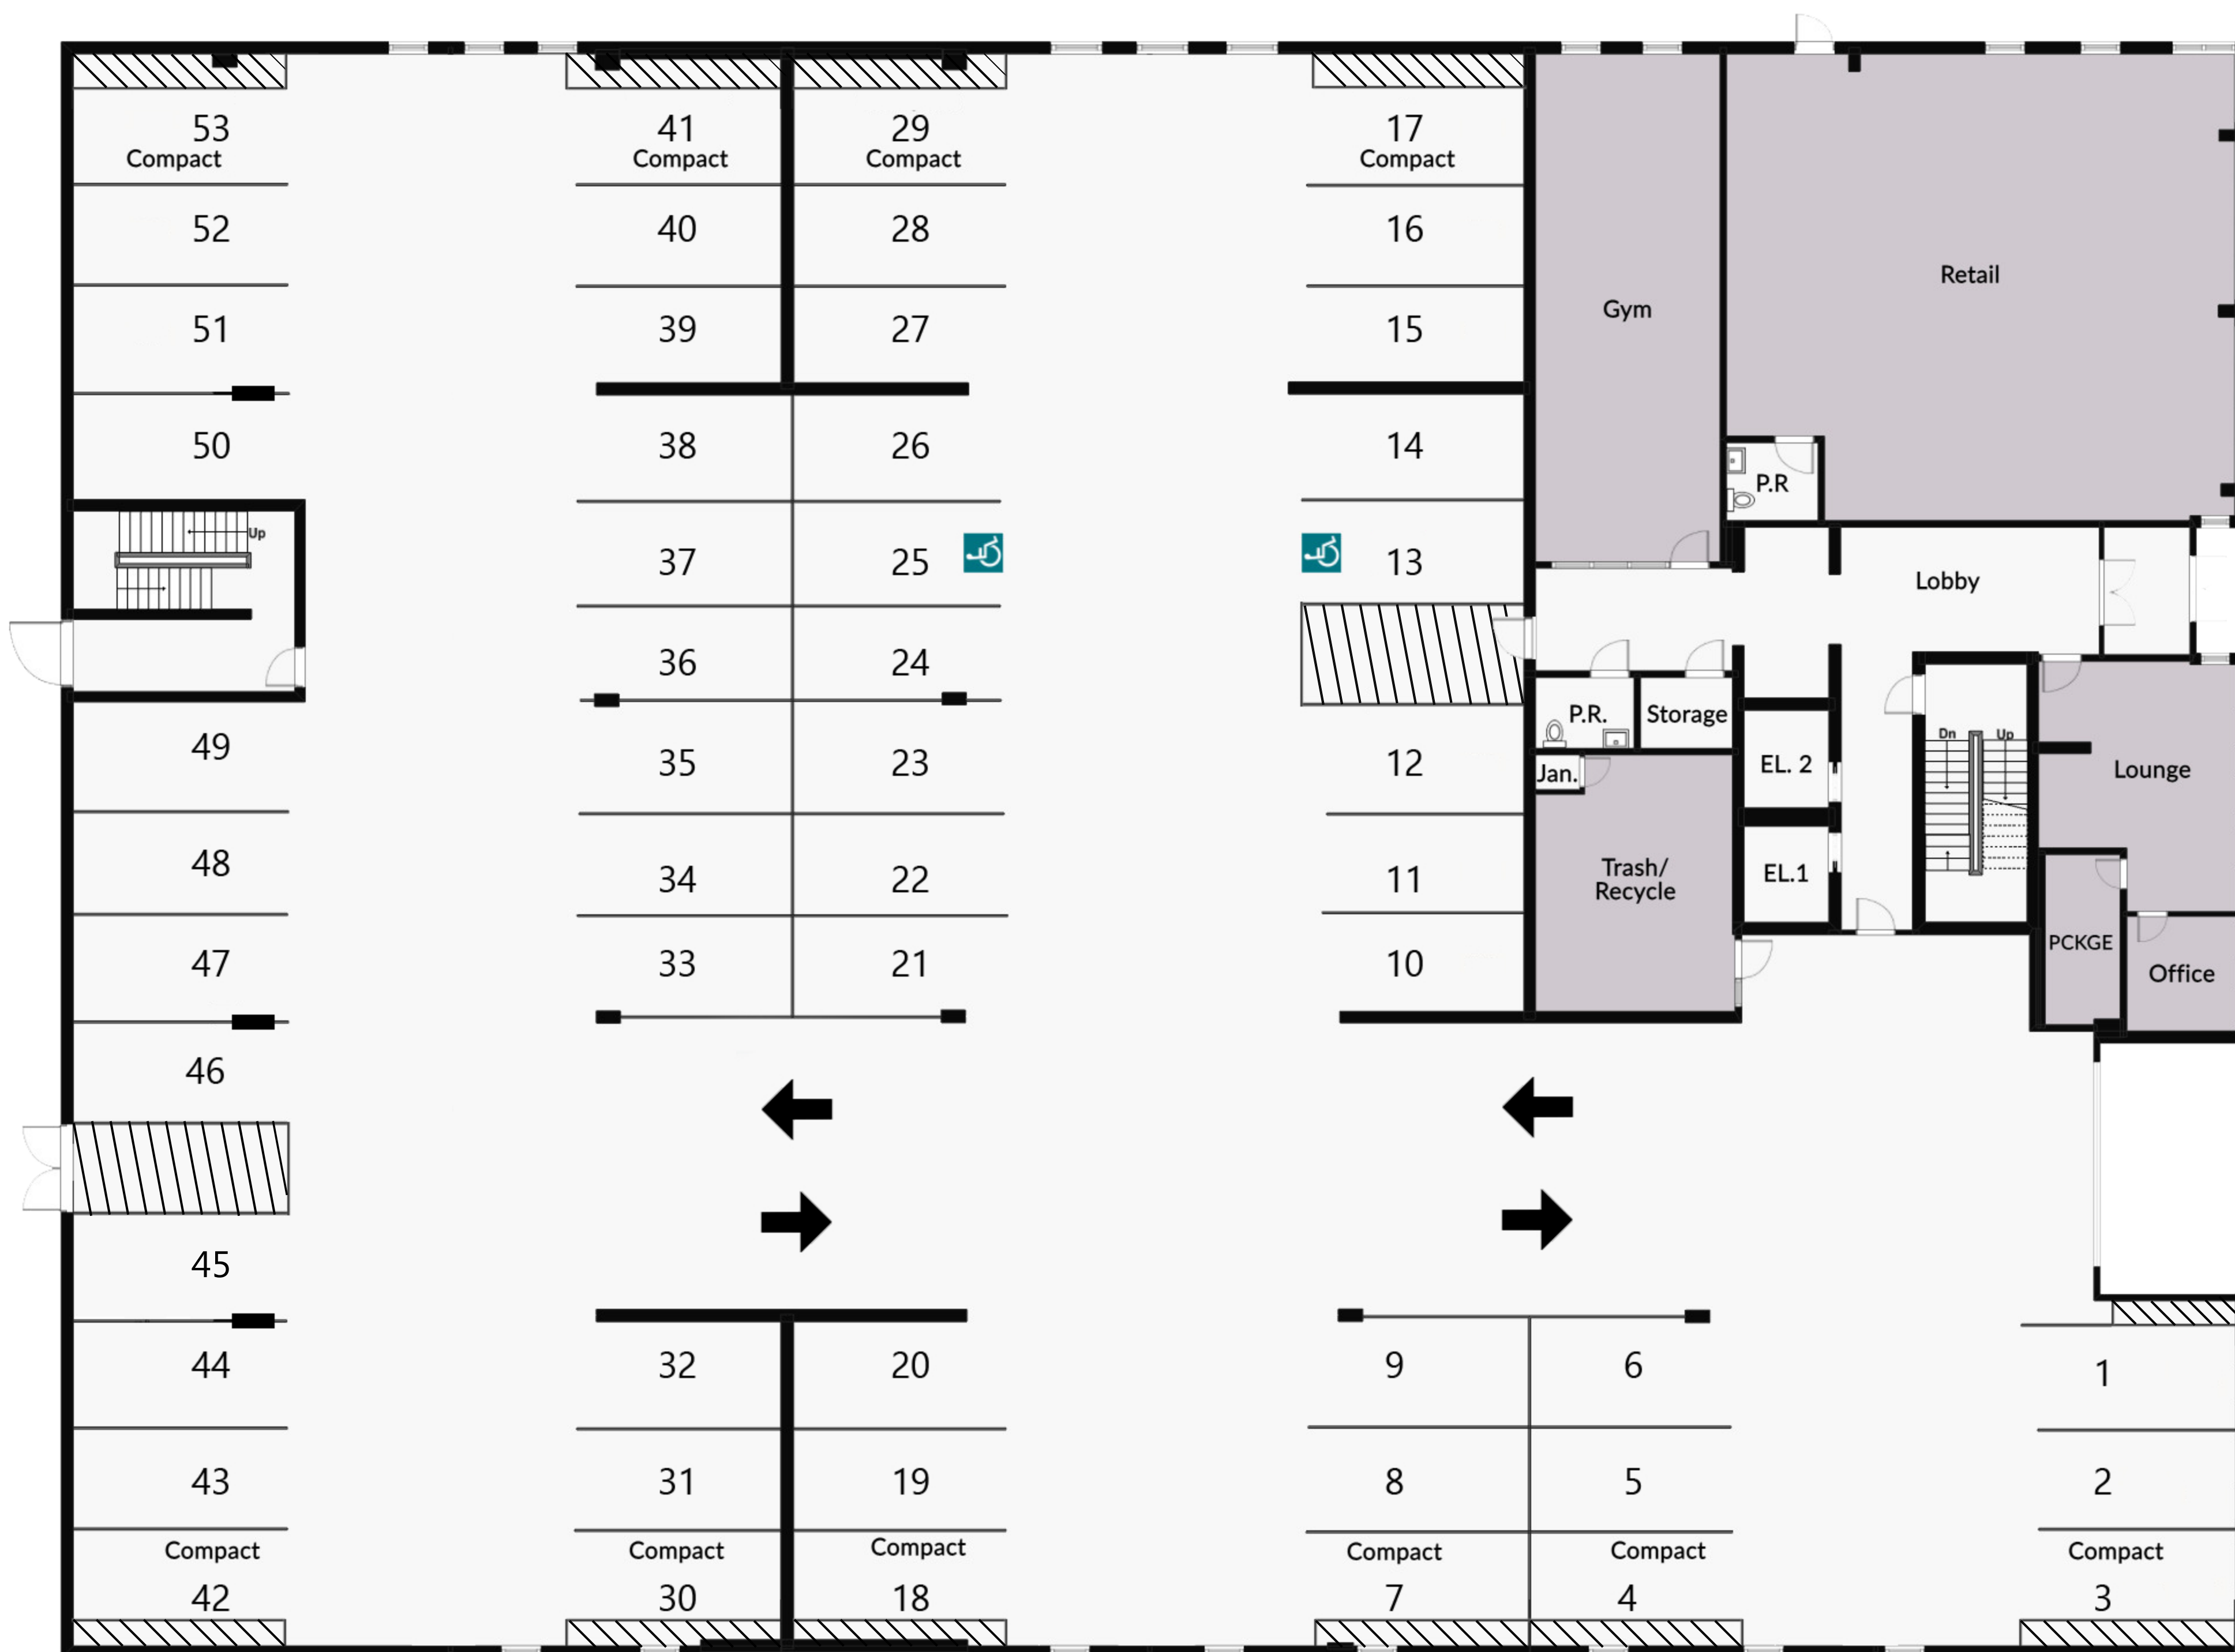 53
Compact
41
Compact
29
Compact
17
Compact
52
40
28
16
51
39
27
15
Gym
Retail
50
38
26
14
P.R
Up
37
25
13
Lobby
36
24
P.R.
Storage
49
35
23
12
Jan.
EL. 2
Dn
Up
Lounge
48
34
22
11
Trash/
Recycle
EL.1
47
33
21
10
PCKGE
Office
46
45
44
32
20
9
6
1
43
31
19
8
5
2
Compact
42
Compact
30
Compact
18
Compact
7
Compact
4
Compact
3